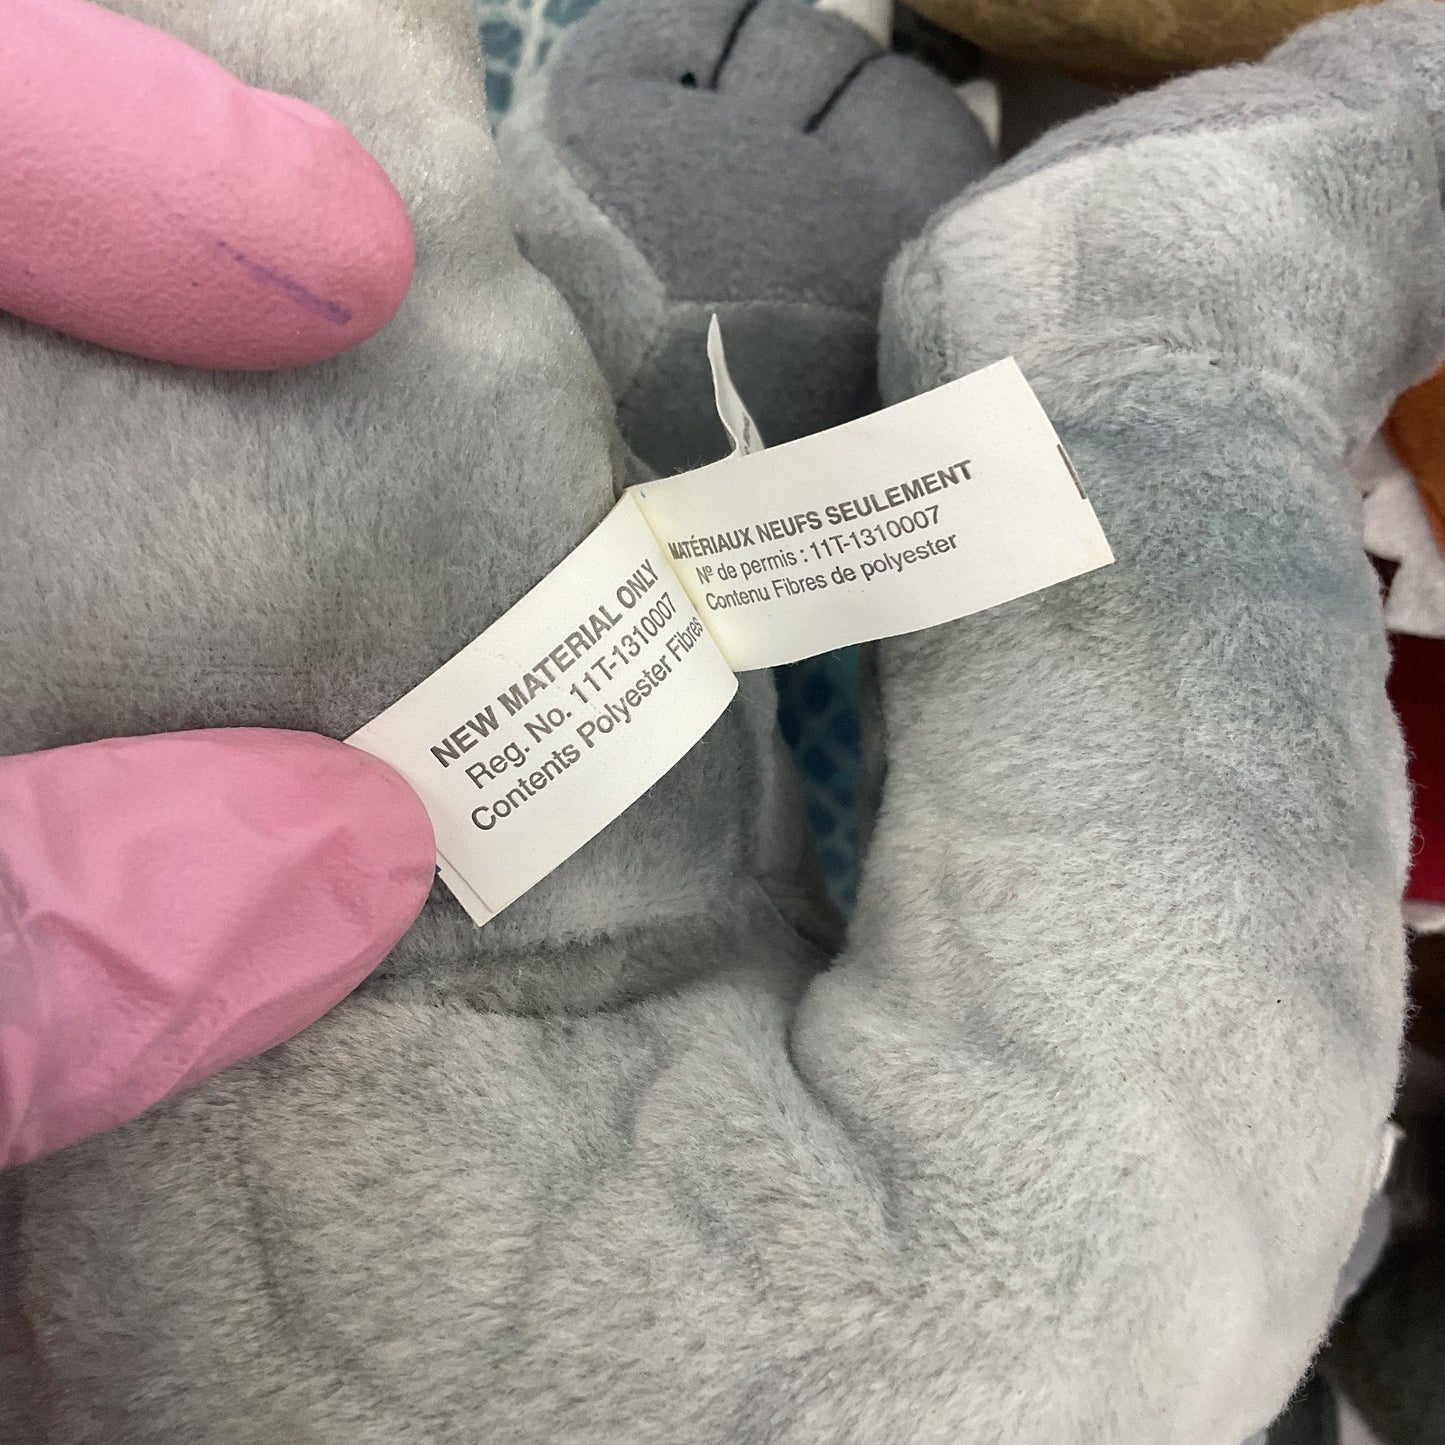 NEW MATERIAL ONLY
Reg. No. 11T-1310007
Contents Polyester Fibres
MATÉRIAUX NEUFS SEULEMENT
Nº de permis : 11T-1310007
Contenu Fibres de polyester